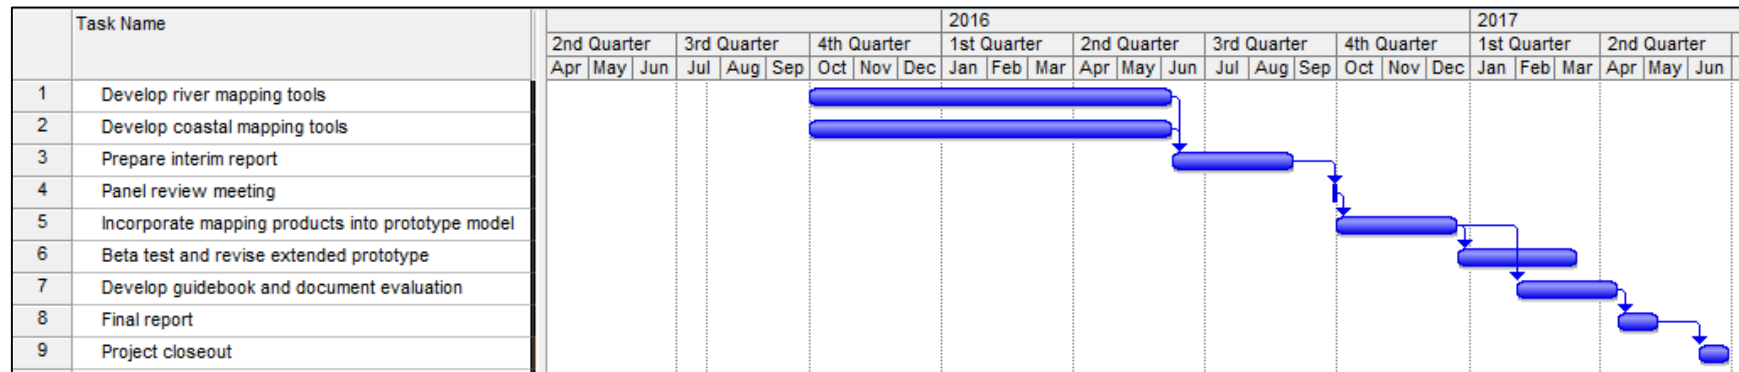 Task Name
2016 2017
2nd Quarter 3rd Quarter 4th Quarter 1st Quarter 2nd Quarter 3rd Quarter 4th Quarter 1st Quarter 2nd Quarter
Apr May Jun Jul Aug Sep Oct Nov Dec Jan Feb Mar Apr May Jun Jul Aug Sep Oct Nov Dec Jan Feb Mar Apr May Jun
1 Develop river mapping tools
2 Develop coastal mapping tools
3 Prepare interim report
4 Panel review meeting
5 Incorporate mapping products into prototype model
6 Beta test and revise extended prototype
7 Develop guidebook and document evaluation
8 Final report
9 Project closeout